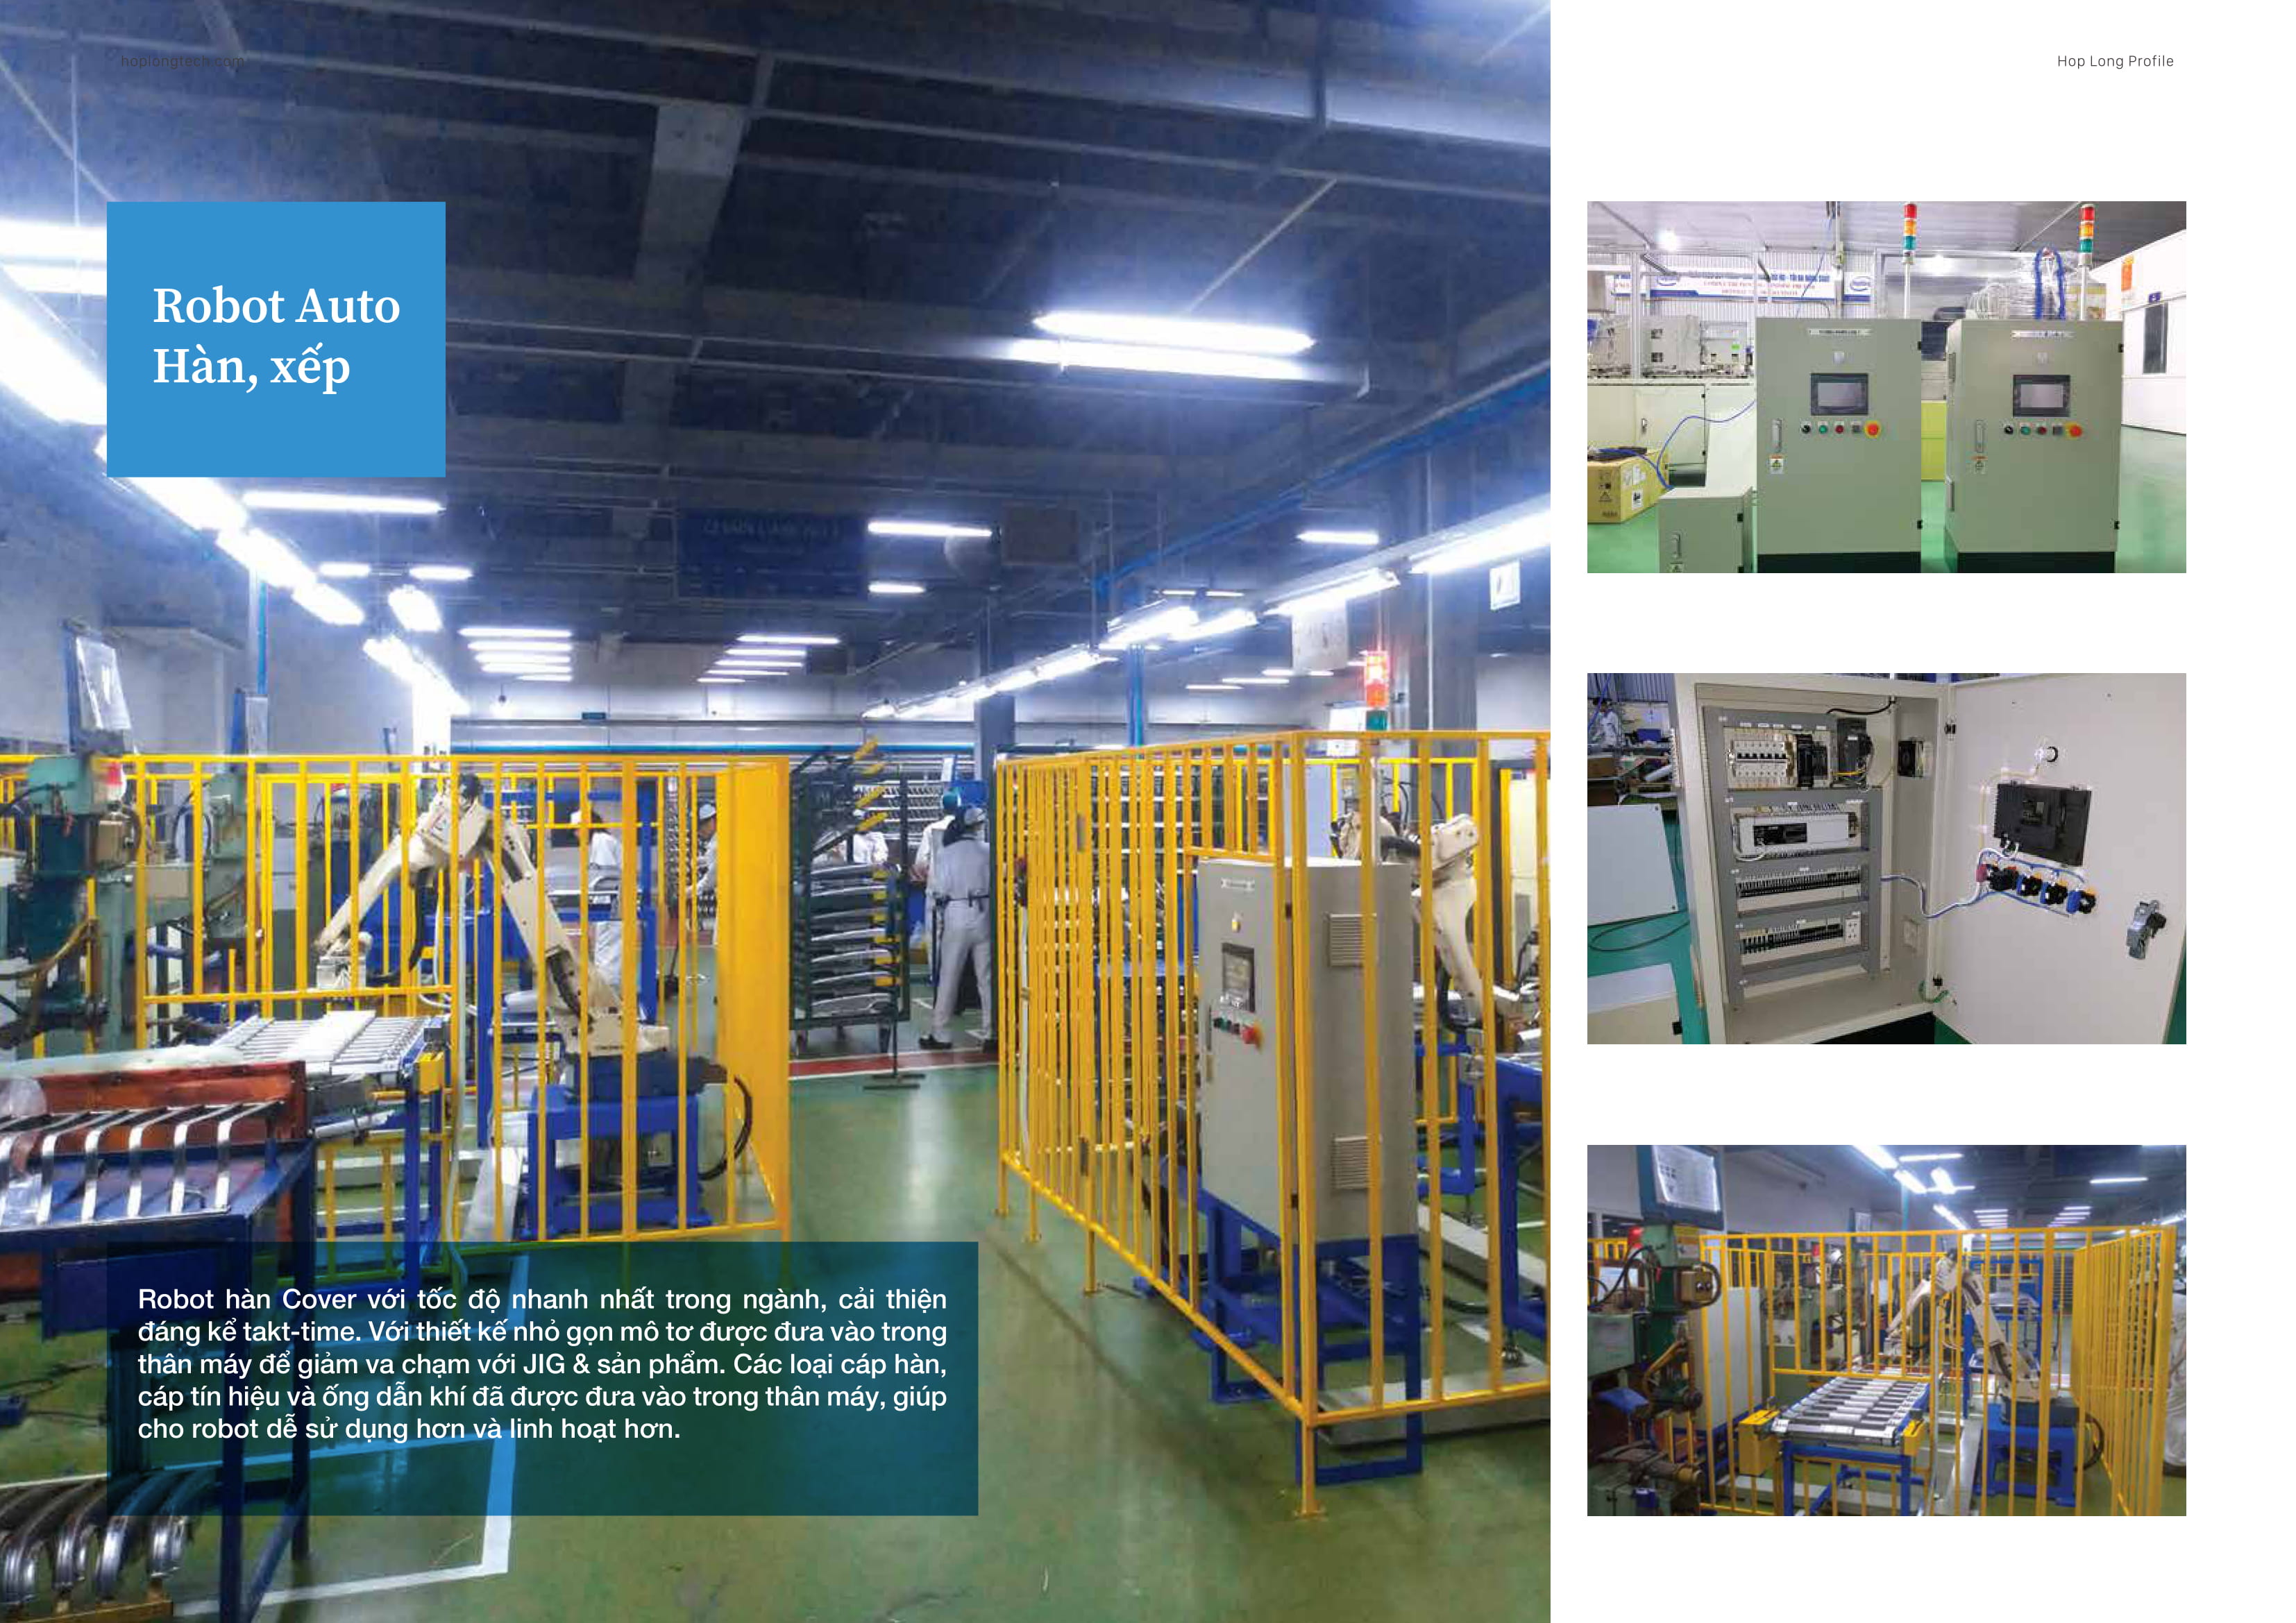 hoplongtech.com
Hop Long Profile
Robot Auto
Hàn, xếp
Robot hàn Cover với tốc độ nhanh nhất trong ngành, cải thiện
đáng kể takt-time. Với thiết kế nhỏ gọn mô tơ được đưa vào trong
thân máy để giảm va chạm với JIG & sản phẩm. Các loại cáp hàn,
cáp tín hiệu và ống dẫn khí đã được đưa vào trong thân máy, giúp
cho robot dễ sử dụng hơn và linh hoạt hơn.